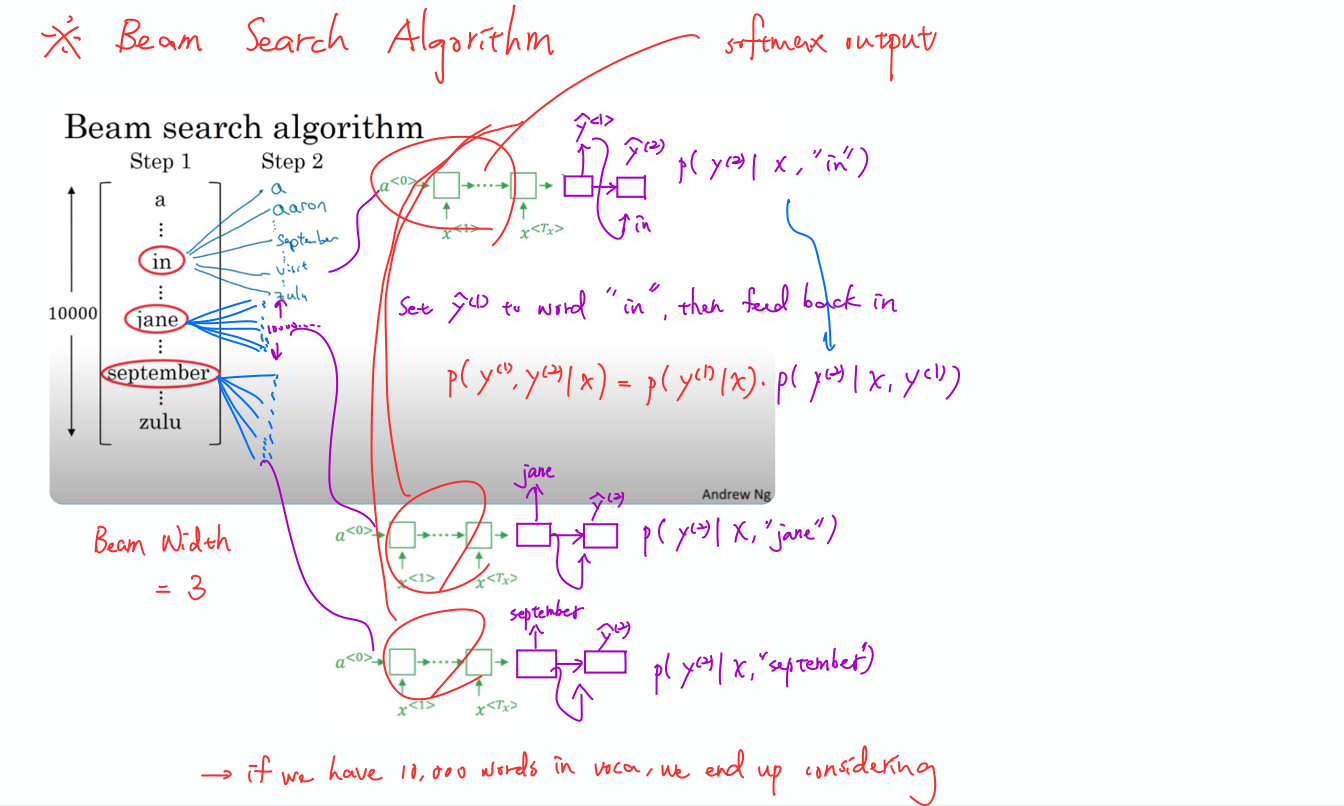 ※ Beam Search Algorithm
softmax output
Beam search algorithm
Step 1 Step 2
a
⋮
in
⋮
jane
⋮
september
⋮
zulu
10000
a
aaron
september
visit
zulu
10000
a<0> x<1> x<Tx> ŷ<1> ŷ(2) in
p( y(2) | x, "in")
Set ŷ(1) to word "in", then feed back in
p( y(1), y(2) | x) = p( y(1) | x) · p( y(2) | x, y(1))
Andrew Ng
Beam Width
= 3
a<0> x<1> x<Tx> jane ŷ(2)
p( y(2) | X, "jane")
a<0> x<1> x<Tx> september ŷ(2)
p( y(2) | x, "september")
→ if we have 10,000 words in voca, we end up considering